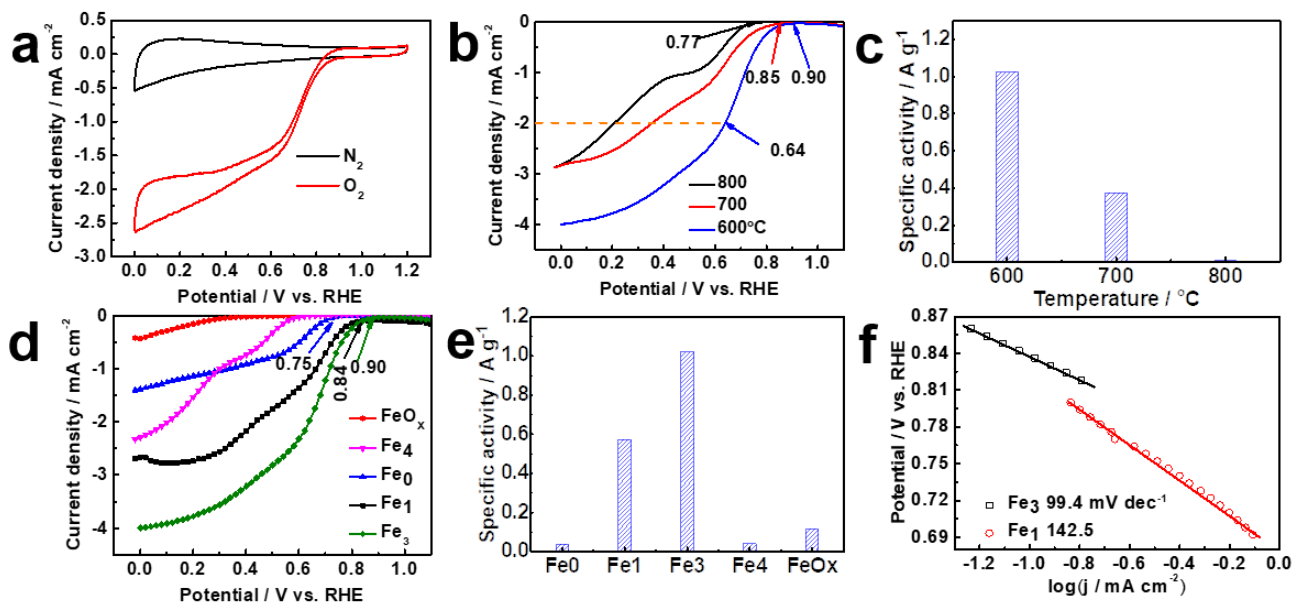 a
Current density / mA cm⁻²
0.5
0.0
-0.5
-1.0
-1.5
-2.0
-2.5
-3.0
N₂
O₂
0.0 0.2 0.4 0.6 0.8 1.0 1.2
Potential / V vs. RHE
b
Current density / mA cm⁻²
0
-1
-2
-3
-4
0.77
0.85
0.90
0.64
800
700
600°C
0.0 0.2 0.4 0.6 0.8 1.0
Potential / V vs. RHE
c
Specific activity / A g⁻¹
1.2
1.0
0.8
0.6
0.4
0.2
0.0
600 700 800
Temperature / °C
d
Current density / mA cm⁻²
0
-1
-2
-3
-4
0.75
0.84
0.90
FeOₓ
Fe₄
Fe₀
Fe₁
Fe₃
0.0 0.2 0.4 0.6 0.8 1.0
Potential / V vs. RHE
e
Specific activity / A g⁻¹
1.2
1.0
0.8
0.6
0.4
0.2
0.0
Fe0 Fe1 Fe3 Fe4 FeOx
f
Potential / V vs. RHE
0.87
0.84
0.81
0.78
0.75
0.72
0.69
Fe₃ 99.4 mV dec⁻¹
Fe₁ 142.5
-1.2 -1.0 -0.8 -0.6 -0.4 -0.2 0.0
log(j / mA cm⁻²)